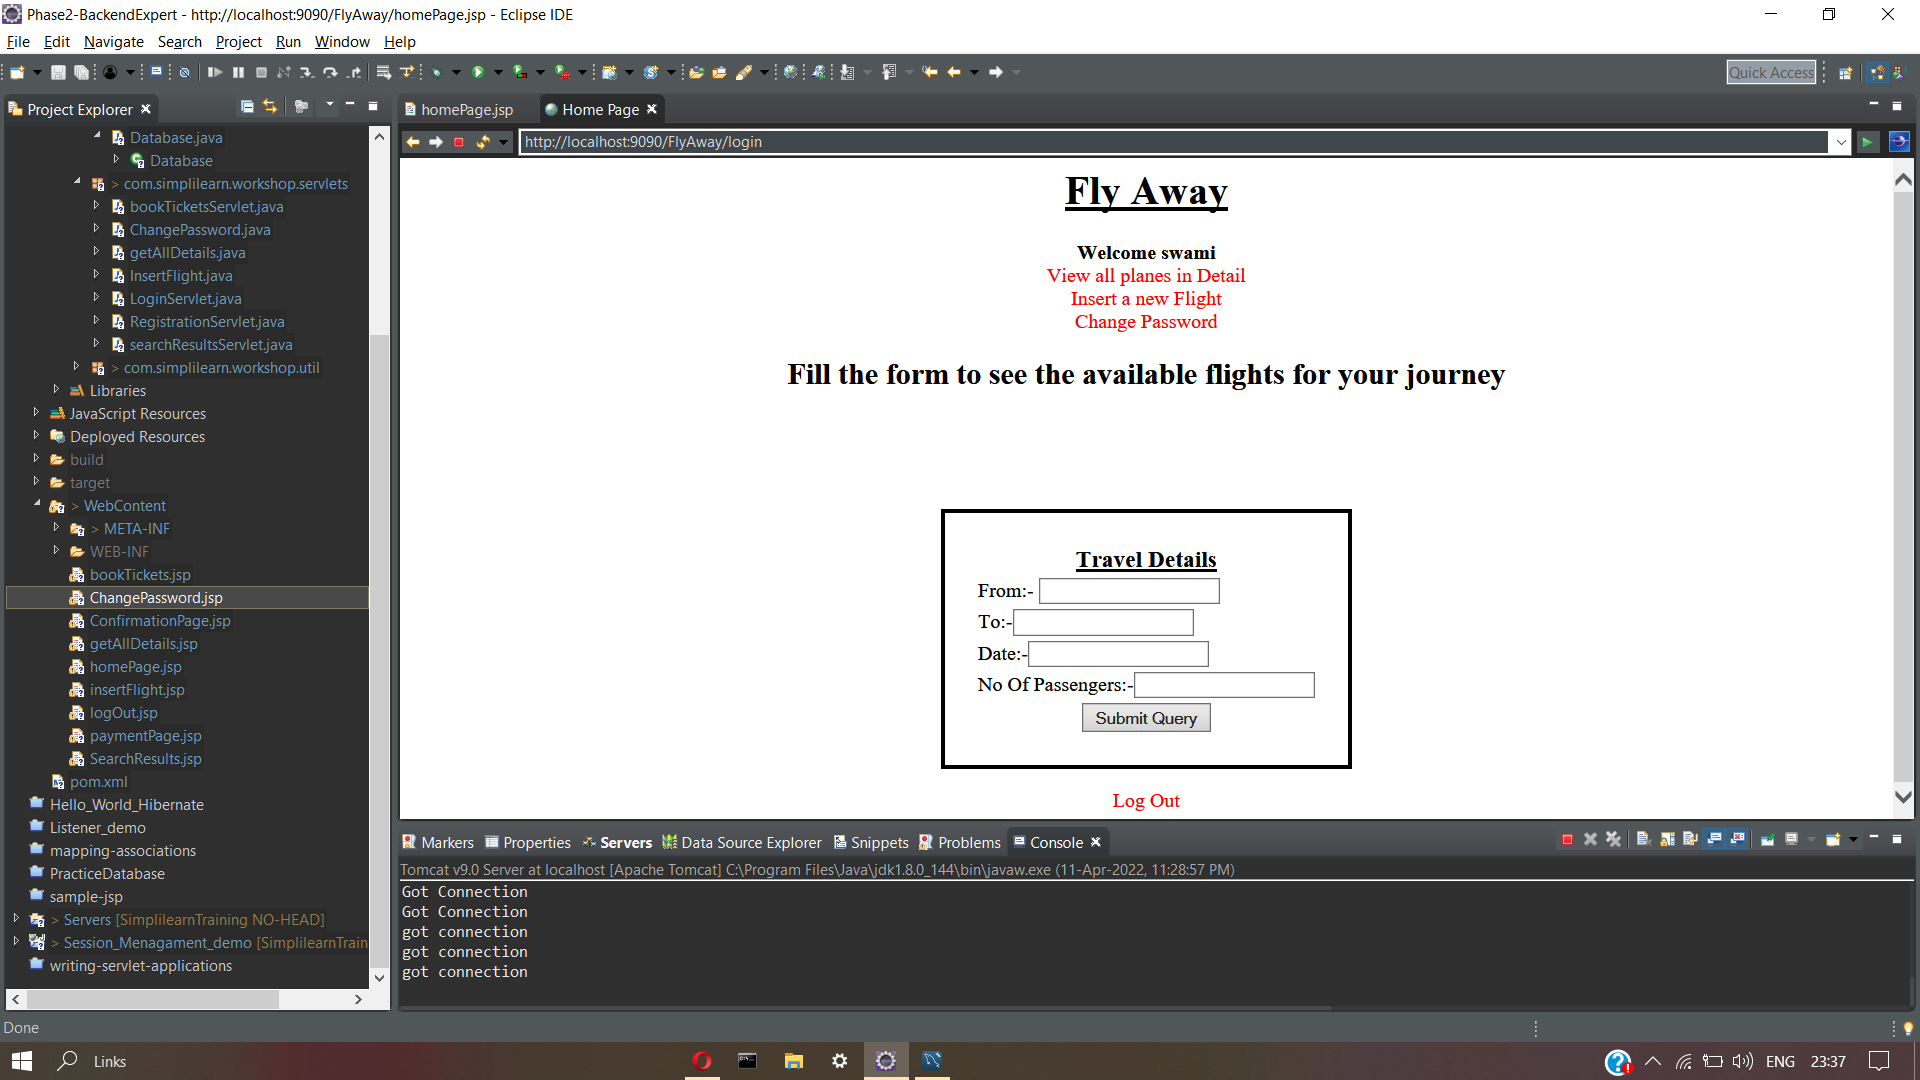 Phase2-BackendExpert - http://localhost:9090/FlyAway/homePage.jsp - Eclipse IDE
File Edit Navigate Search Project Run Window Help
Quick Access
Project Explorer
Database.java
Database
> com.simplilearn.workshop.servlets
bookTicketsServlet.java
ChangePassword.java
getAllDetails.java
InsertFlight.java
LoginServlet.java
RegistrationServlet.java
searchResultsServlet.java
> com.simplilearn.workshop.util
Libraries
JavaScript Resources
Deployed Resources
build
target
> WebContent
> META-INF
WEB-INF
bookTickets.jsp
ChangePassword.jsp
ConfirmationPage.jsp
getAllDetails.jsp
homePage.jsp
insertFlight.jsp
logOut.jsp
paymentPage.jsp
SearchResults.jsp
pom.xml
Hello_World_Hibernate
Listener_demo
mapping-associations
PracticeDatabase
sample-jsp
> Servers [SimplilearnTraining NO-HEAD]
> Session_Menagament_demo [SimplilearnTrain
writing-servlet-applications
homePage.jsp Home Page
http://localhost:9090/FlyAway/login
Fly Away
Welcome swami
View all planes in Detail
Insert a new Flight
Change Password
Fill the form to see the available flights for your journey
Travel Details
From:-
To:-
Date:-
No Of Passengers:-
Submit Query
Log Out
Markers Properties Servers Data Source Explorer Snippets Problems Console
Tomcat v9.0 Server at localhost [Apache Tomcat] C:\Program Files\Java\jdk1.8.0_144\bin\javaw.exe (11-Apr-2022, 11:28:57 PM)
Got Connection
Got Connection
got connection
got connection
got connection
Done
Links
ENG 23:37